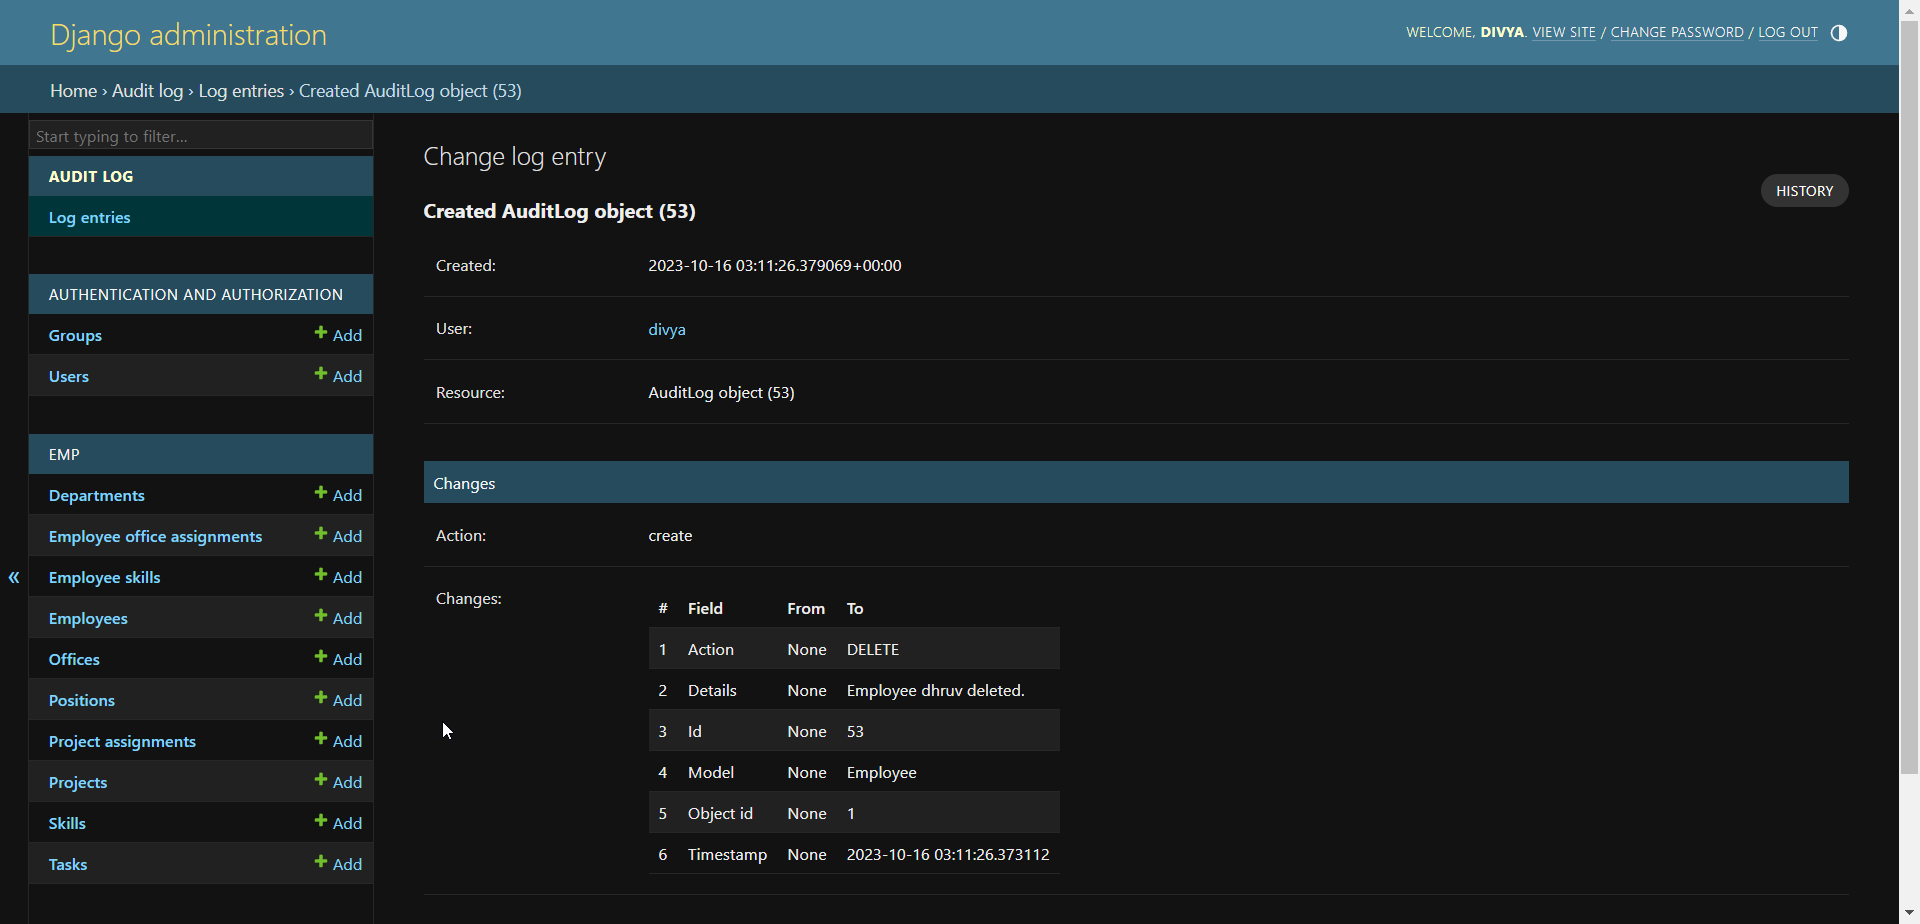 Django administration
WELCOME, DIVYA. VIEW SITE / CHANGE PASSWORD / LOG OUT
Home › Audit log › Log entries › Created AuditLog object (53)
Start typing to filter...
AUDIT LOG
Log entries
AUTHENTICATION AND AUTHORIZATION
Groups + Add
Users + Add
EMP
Departments + Add
Employee office assignments + Add
Employee skills + Add
Employees + Add
Offices + Add
Positions + Add
Project assignments + Add
Projects + Add
Skills + Add
Tasks + Add
«
Change log entry
HISTORY
Created AuditLog object (53)
Created: 2023-10-16 03:11:26.379069+00:00
User: divya
Resource: AuditLog object (53)
Changes
Action: create
Changes:
# Field From To
1 Action None DELETE
2 Details None Employee dhruv deleted.
3 Id None 53
4 Model None Employee
5 Object id None 1
6 Timestamp None 2023-10-16 03:11:26.373112